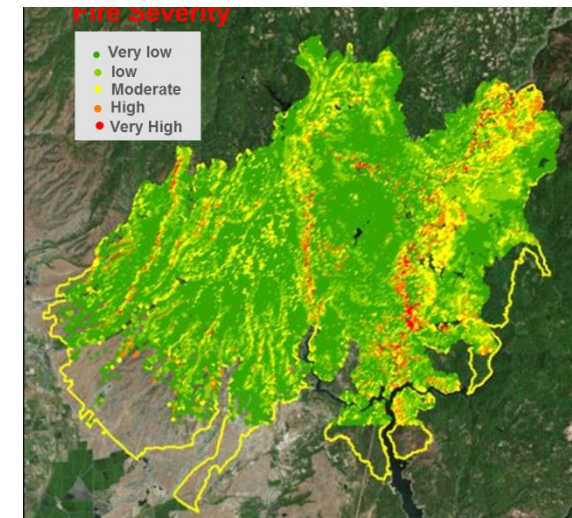 Fire Severity
Very low
low
Moderate
High
Very High